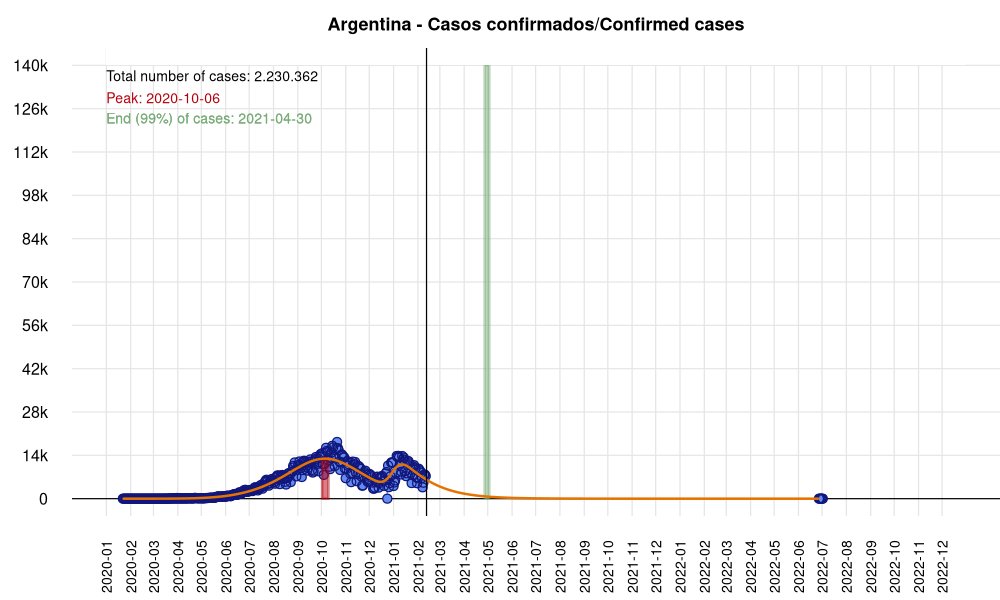 Argentina - Casos confirmados/Confirmed cases
Total number of cases: 2.230.362
Peak: 2020-10-06
End (99%) of cases: 2021-04-30
140k
126k
112k
98k
84k
70k
56k
42k
28k
14k
0
2020-01
2020-02
2020-03
2020-04
2020-05
2020-06
2020-07
2020-08
2020-09
2020-10
2020-11
2020-12
2021-01
2021-02
2021-03
2021-04
2021-05
2021-06
2021-07
2021-08
2021-09
2021-10
2021-11
2021-12
2022-01
2022-02
2022-03
2022-04
2022-05
2022-06
2022-07
2022-08
2022-09
2022-10
2022-11
2022-12